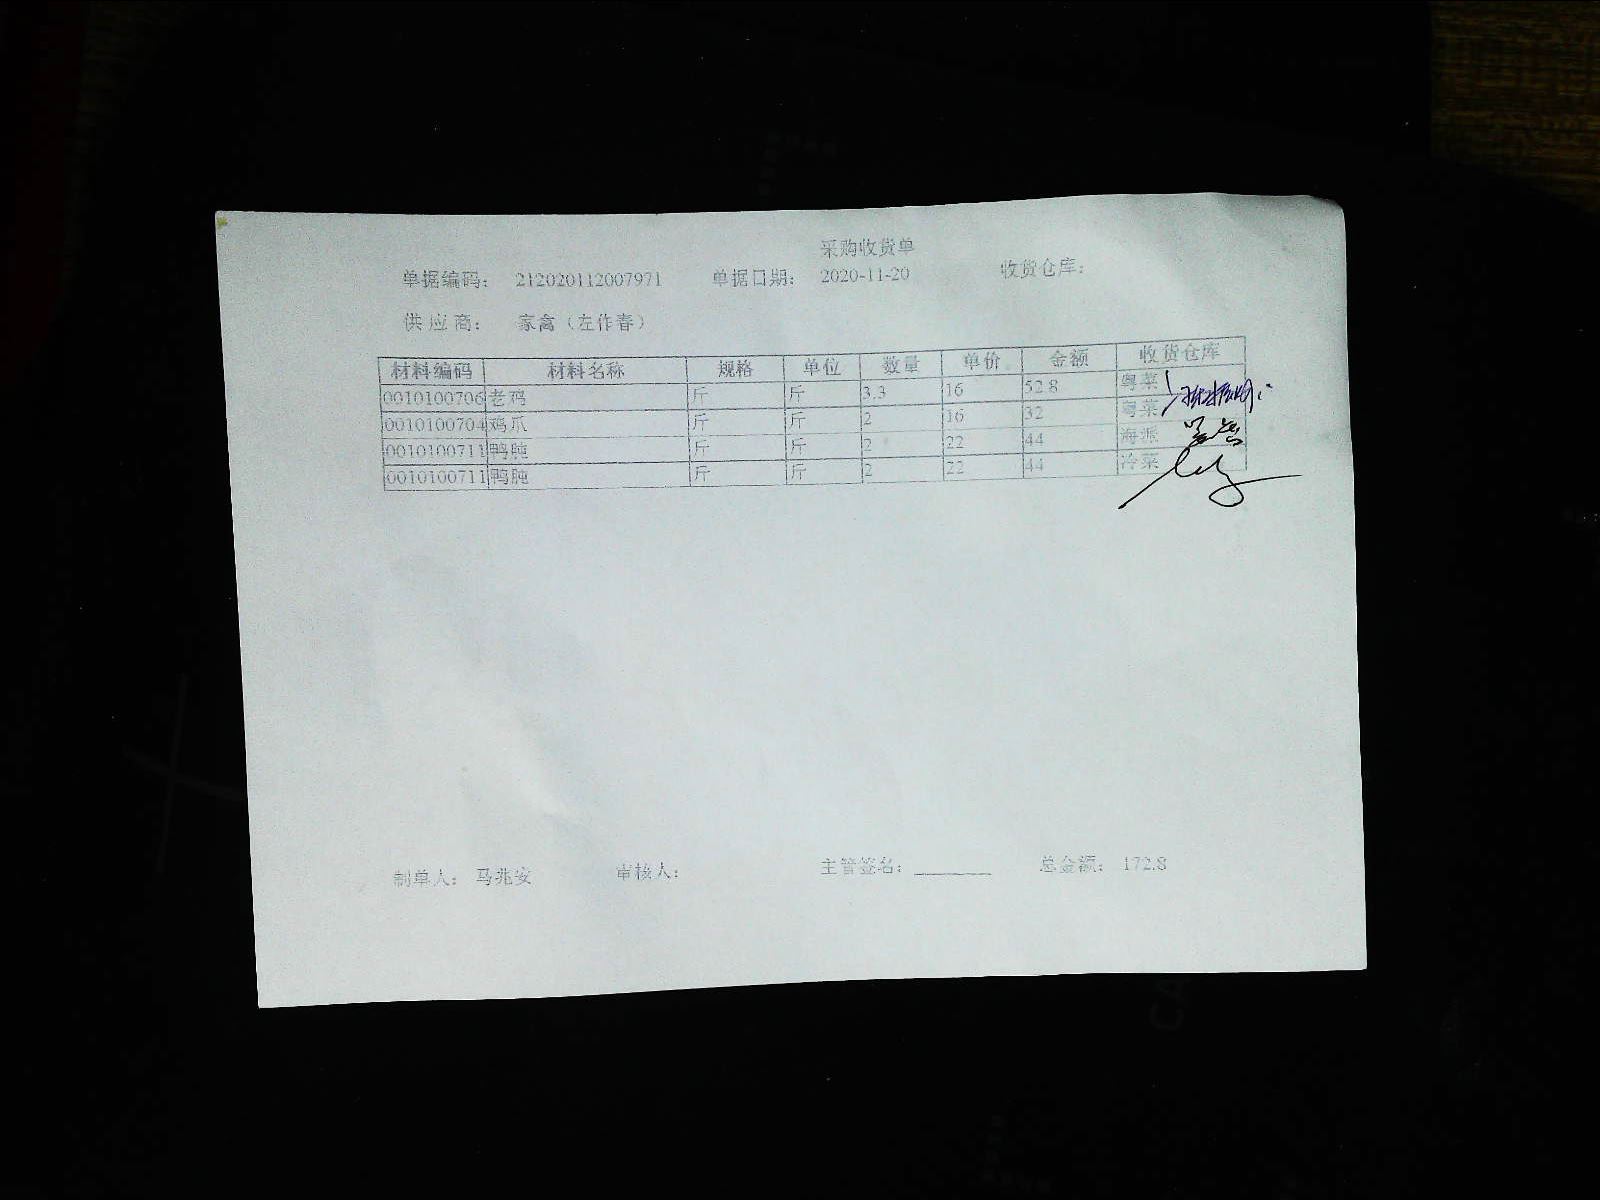 采购收货单
单据编码： 212020112007971 单据日期： 2020-11-20 收货仓库：
供应商： 家禽（左作春）
材料编码 材料名称 规格 单位 数量 单价 金额 收货仓库
0010100706 老鸡 斤 斤 3.3 16 52.8 粤菜
0010100704 鸡爪 斤 斤 2 16 32 粤菜
0010100711 鸭肫 斤 斤 2 22 44 海派
0010100711 鸭肫 斤 斤 2 22 44 冷菜
制单人： 马兆安 审核人： 主管签名： 总金额： 172.8